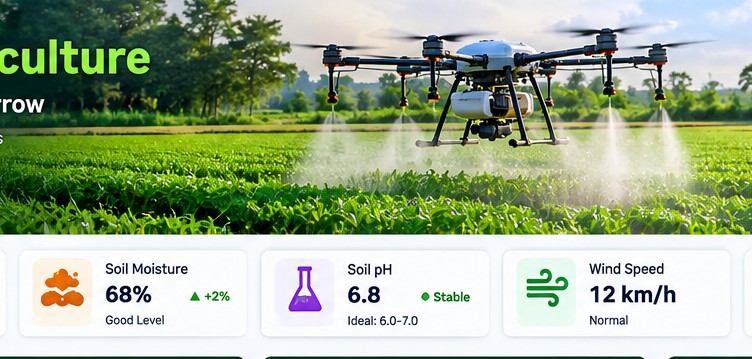 culture
rrow
s
Soil Moisture
68%
▲ +2%
Good Level
Soil pH
6.8
● Stable
Ideal: 6.0-7.0
Wind Speed
12 km/h
Normal